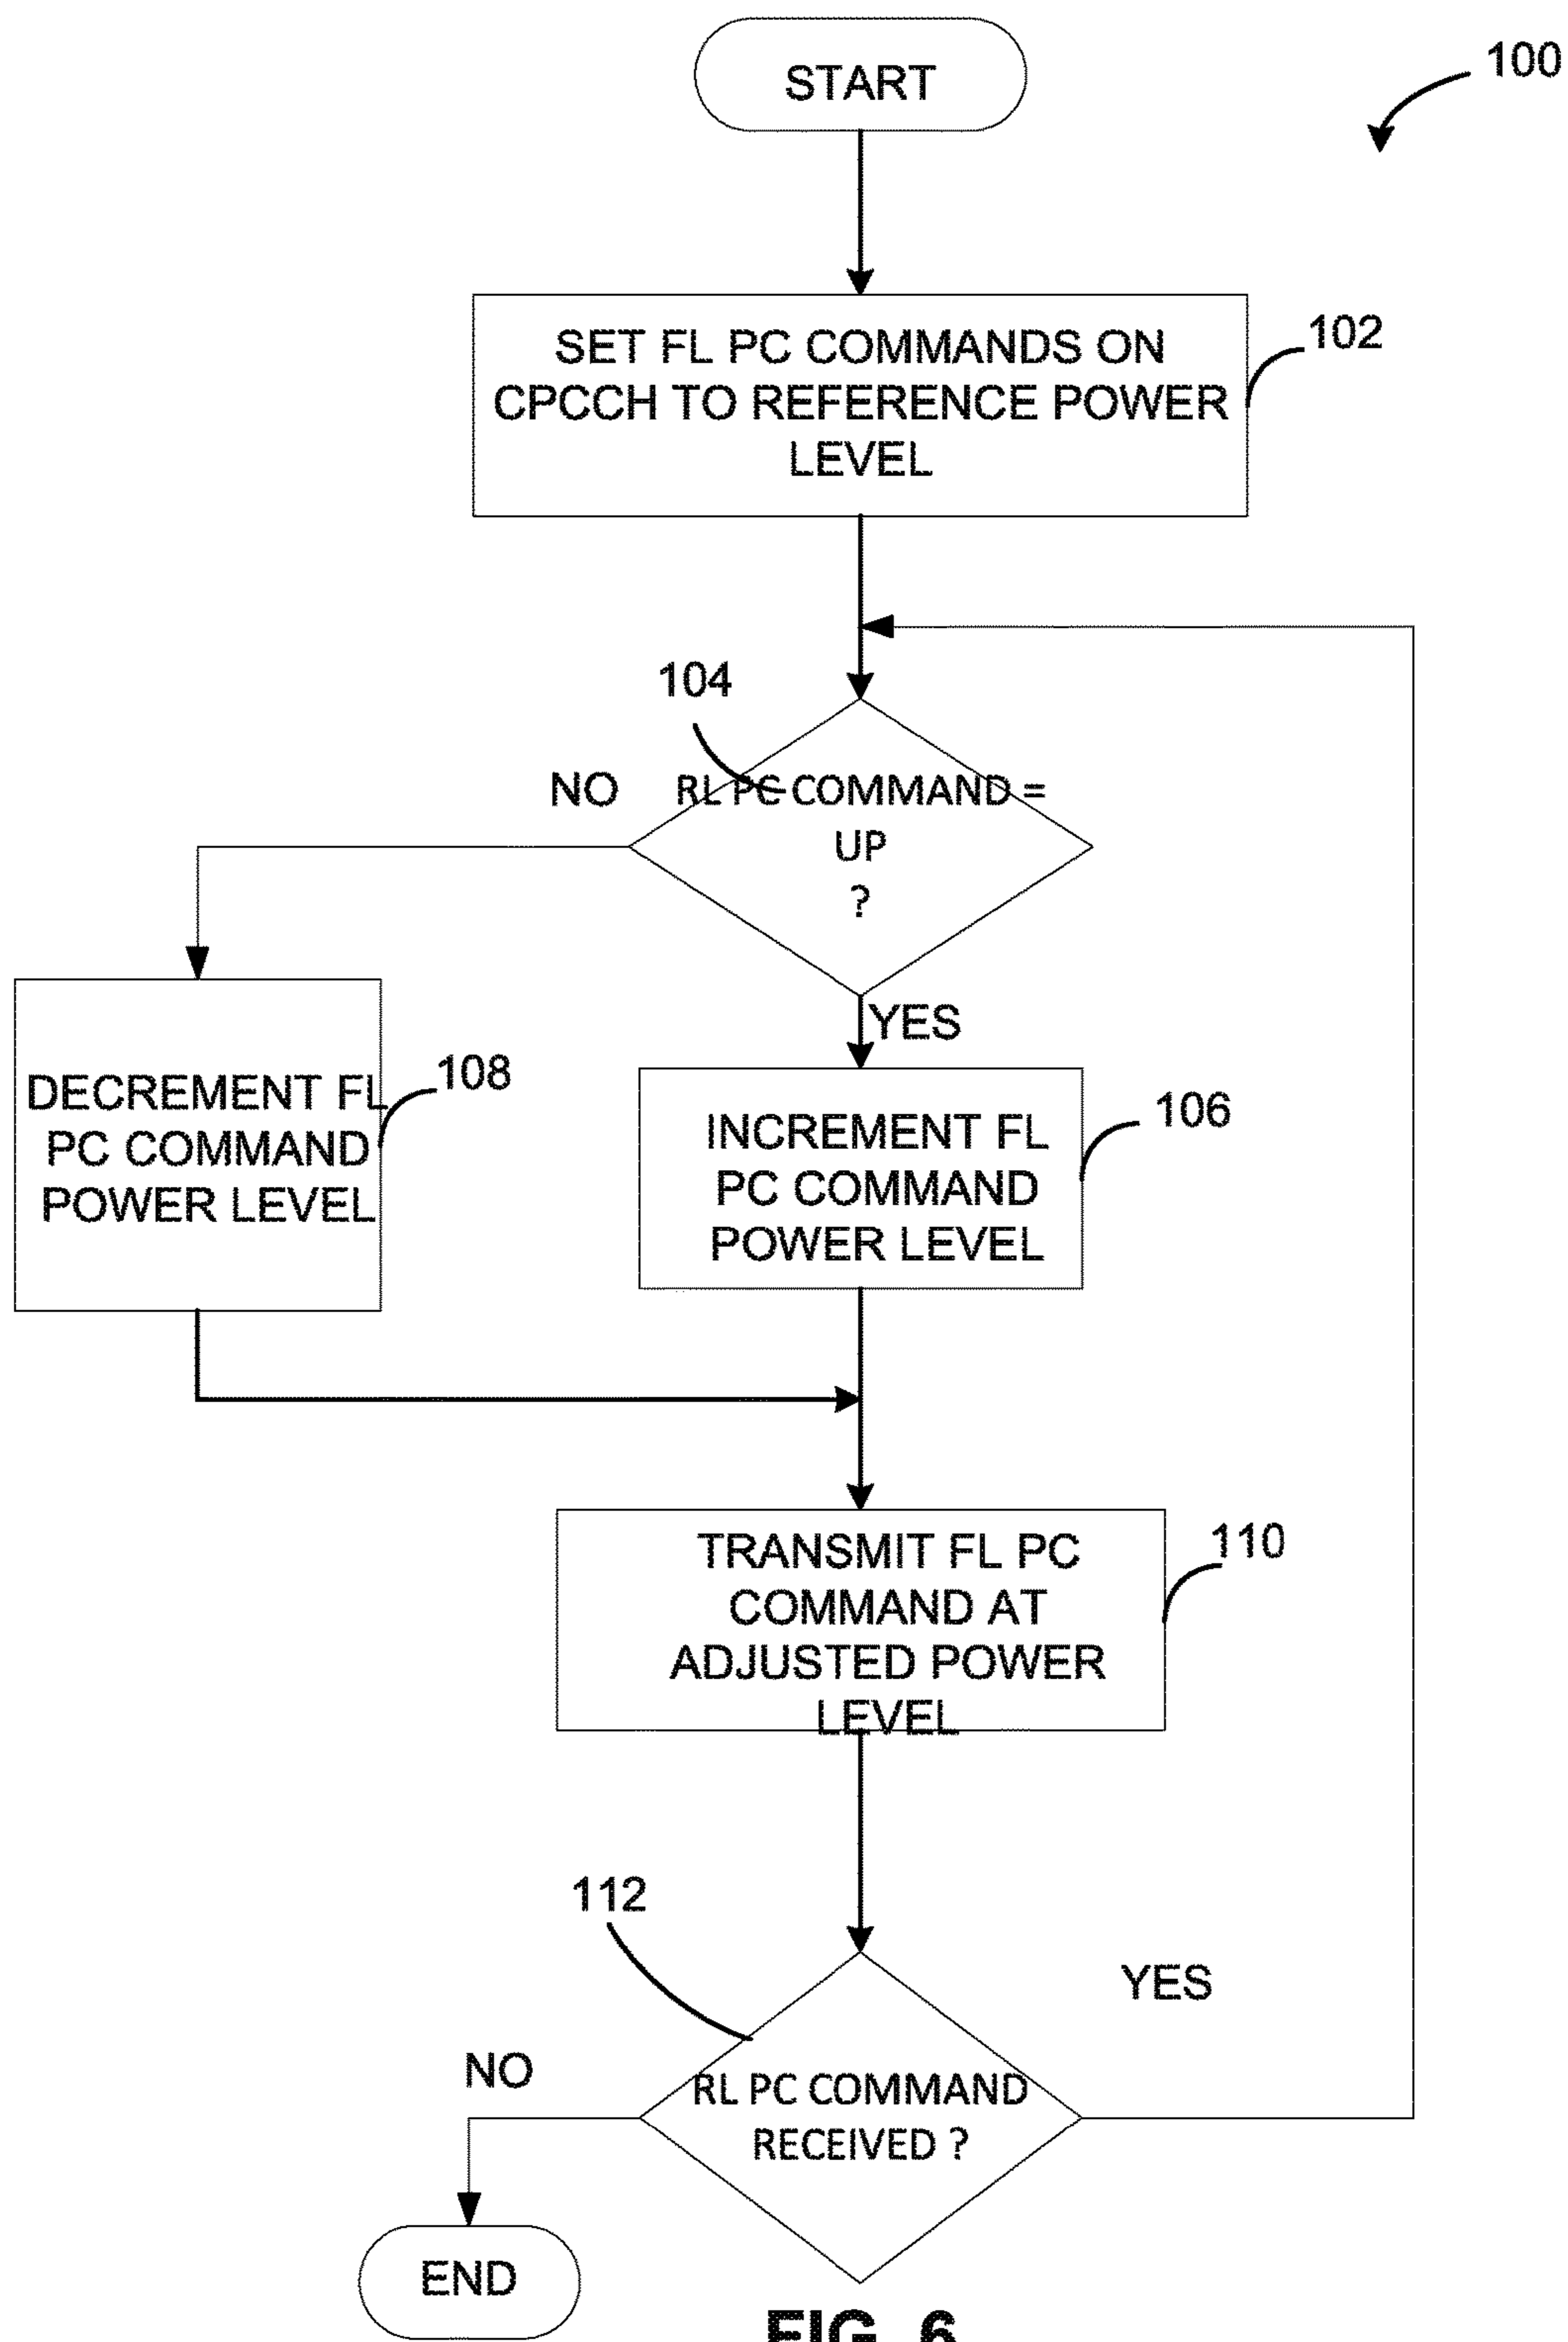 START
100
SET FL PC COMMANDS ON
CPCCH TO REFERENCE POWER
LEVEL
102
104
NO
RL PC COMMAND =
UP
?
YES
DECREMENT FL
PC COMMAND
POWER LEVEL
108
INCREMENT FL
PC COMMAND
POWER LEVEL
106
TRANSMIT FL PC
COMMAND AT
ADJUSTED POWER
LEVEL
110
112
YES
NO
RL PC COMMAND
RECEIVED ?
END
FIG. 6